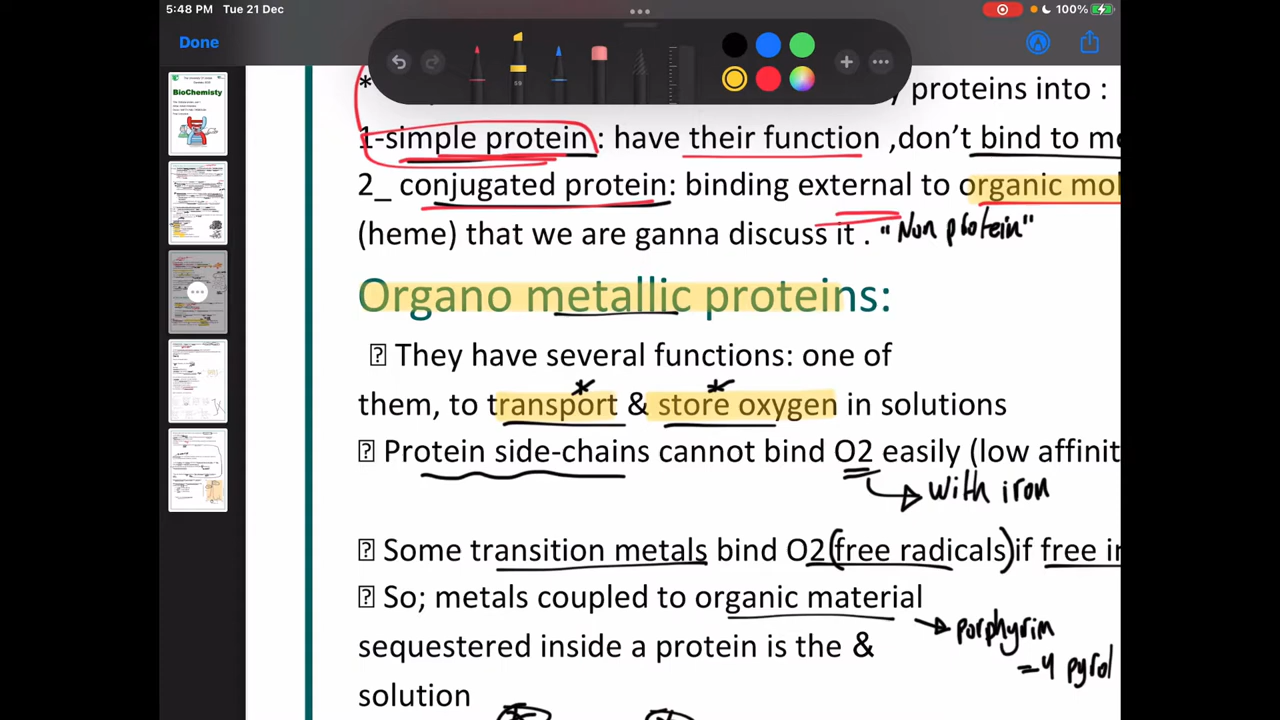 5:48 PM Tue 21 Dec
100%
Done
BioChemisty
proteins into :
1-simple protein : have their function ,don't bind to me
2_ conjugated protein: binding external to organic mol
(heme) that we are ganna discuss it . "Non protein"
Organo metallic proteins:
They have several functions: one of
them, to transport & store oxygen in solutions
Protein side-chains cannot bind O2 easily (low affinit
with iron
Some transition metals bind O2(free radicals)if free i
So; metals coupled to organic material
porphyrim
sequestered inside a protein is the &
=4 pyrol
solution